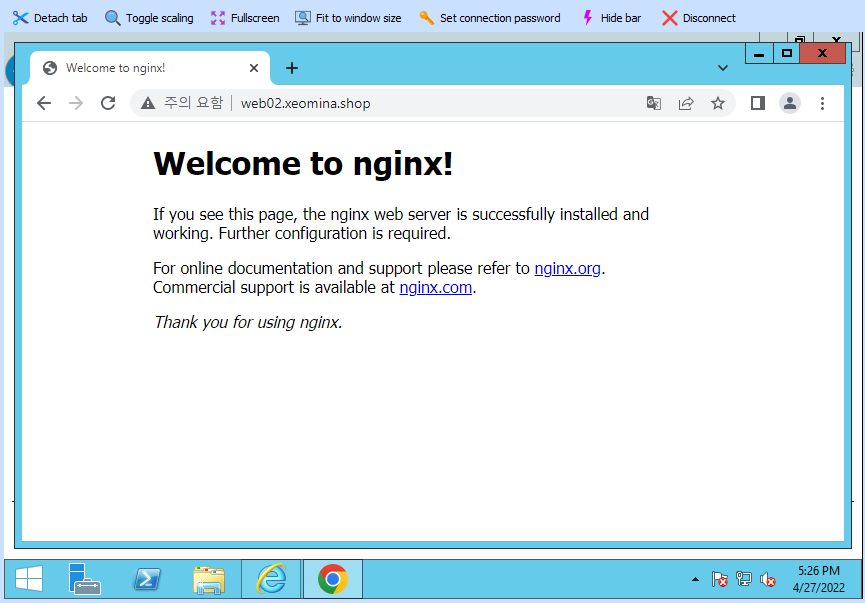 Detach tab Toggle scaling Fullscreen Fit to window size Set connection password Hide bar Disconnect
Welcome to nginx!
주의 요함 web02.xeomina.shop
Welcome to nginx!
If you see this page, the nginx web server is successfully installed and
working. Further configuration is required.
For online documentation and support please refer to nginx.org.
Commercial support is available at nginx.com.
Thank you for using nginx.
5:26 PM
4/27/2022